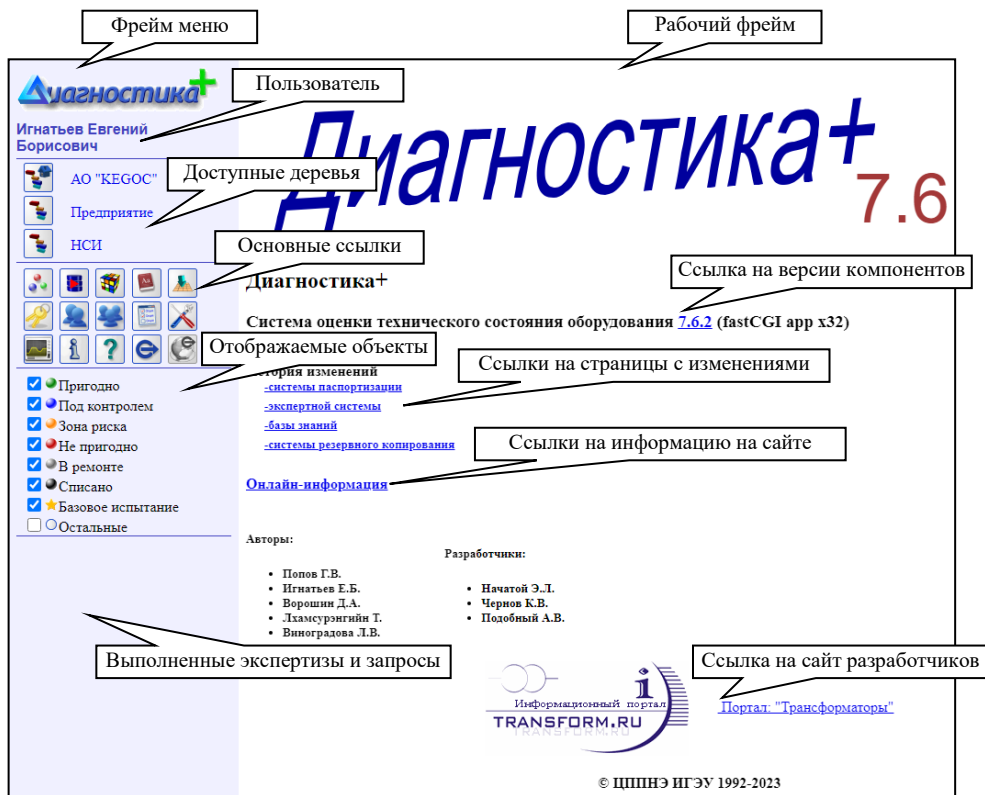 Фрейм меню
Рабочий фрейм
Диагностика+
Пользователь
Игнатьев Евгений
Борисович
Диагностика+
7.6
Доступные деревья
АО "KEGOC"
Предприятие
НСИ
Основные ссылки
Ссылка на версии компонентов
Диагностика+
Система оценки технического состояния оборудования 7.6.2 (fastCGI app x32)
Отображаемые объекты
Ссылки на страницы с изменениями
тория изменений
-системы паспортизации
-экспертной системы
-базы знаний
-системы резервного копирования
Пригодно
Под контролем
Зона риска
Не пригодно
В ремонте
Списано
Базовое испытание
Остальные
Ссылки на информацию на сайте
Онлайн-информация
Авторы:
Разработчики:
• Попов Г.В.
• Игнатьев Е.Б.
• Ворошин Д.А.
• Лхамсурэнгийн Т.
• Виноградова Л.В.
• Начатой Э.Л.
• Чернов К.В.
• Подобный А.В.
Выполненные экспертизы и запросы
Ссылка на сайт разработчиков
i
Информационный портал
TRANSFORM.RU
TRANSFORM.RU
Портал: "Трансформаторы"
© ЦППНЭ ИГЭУ 1992-2023